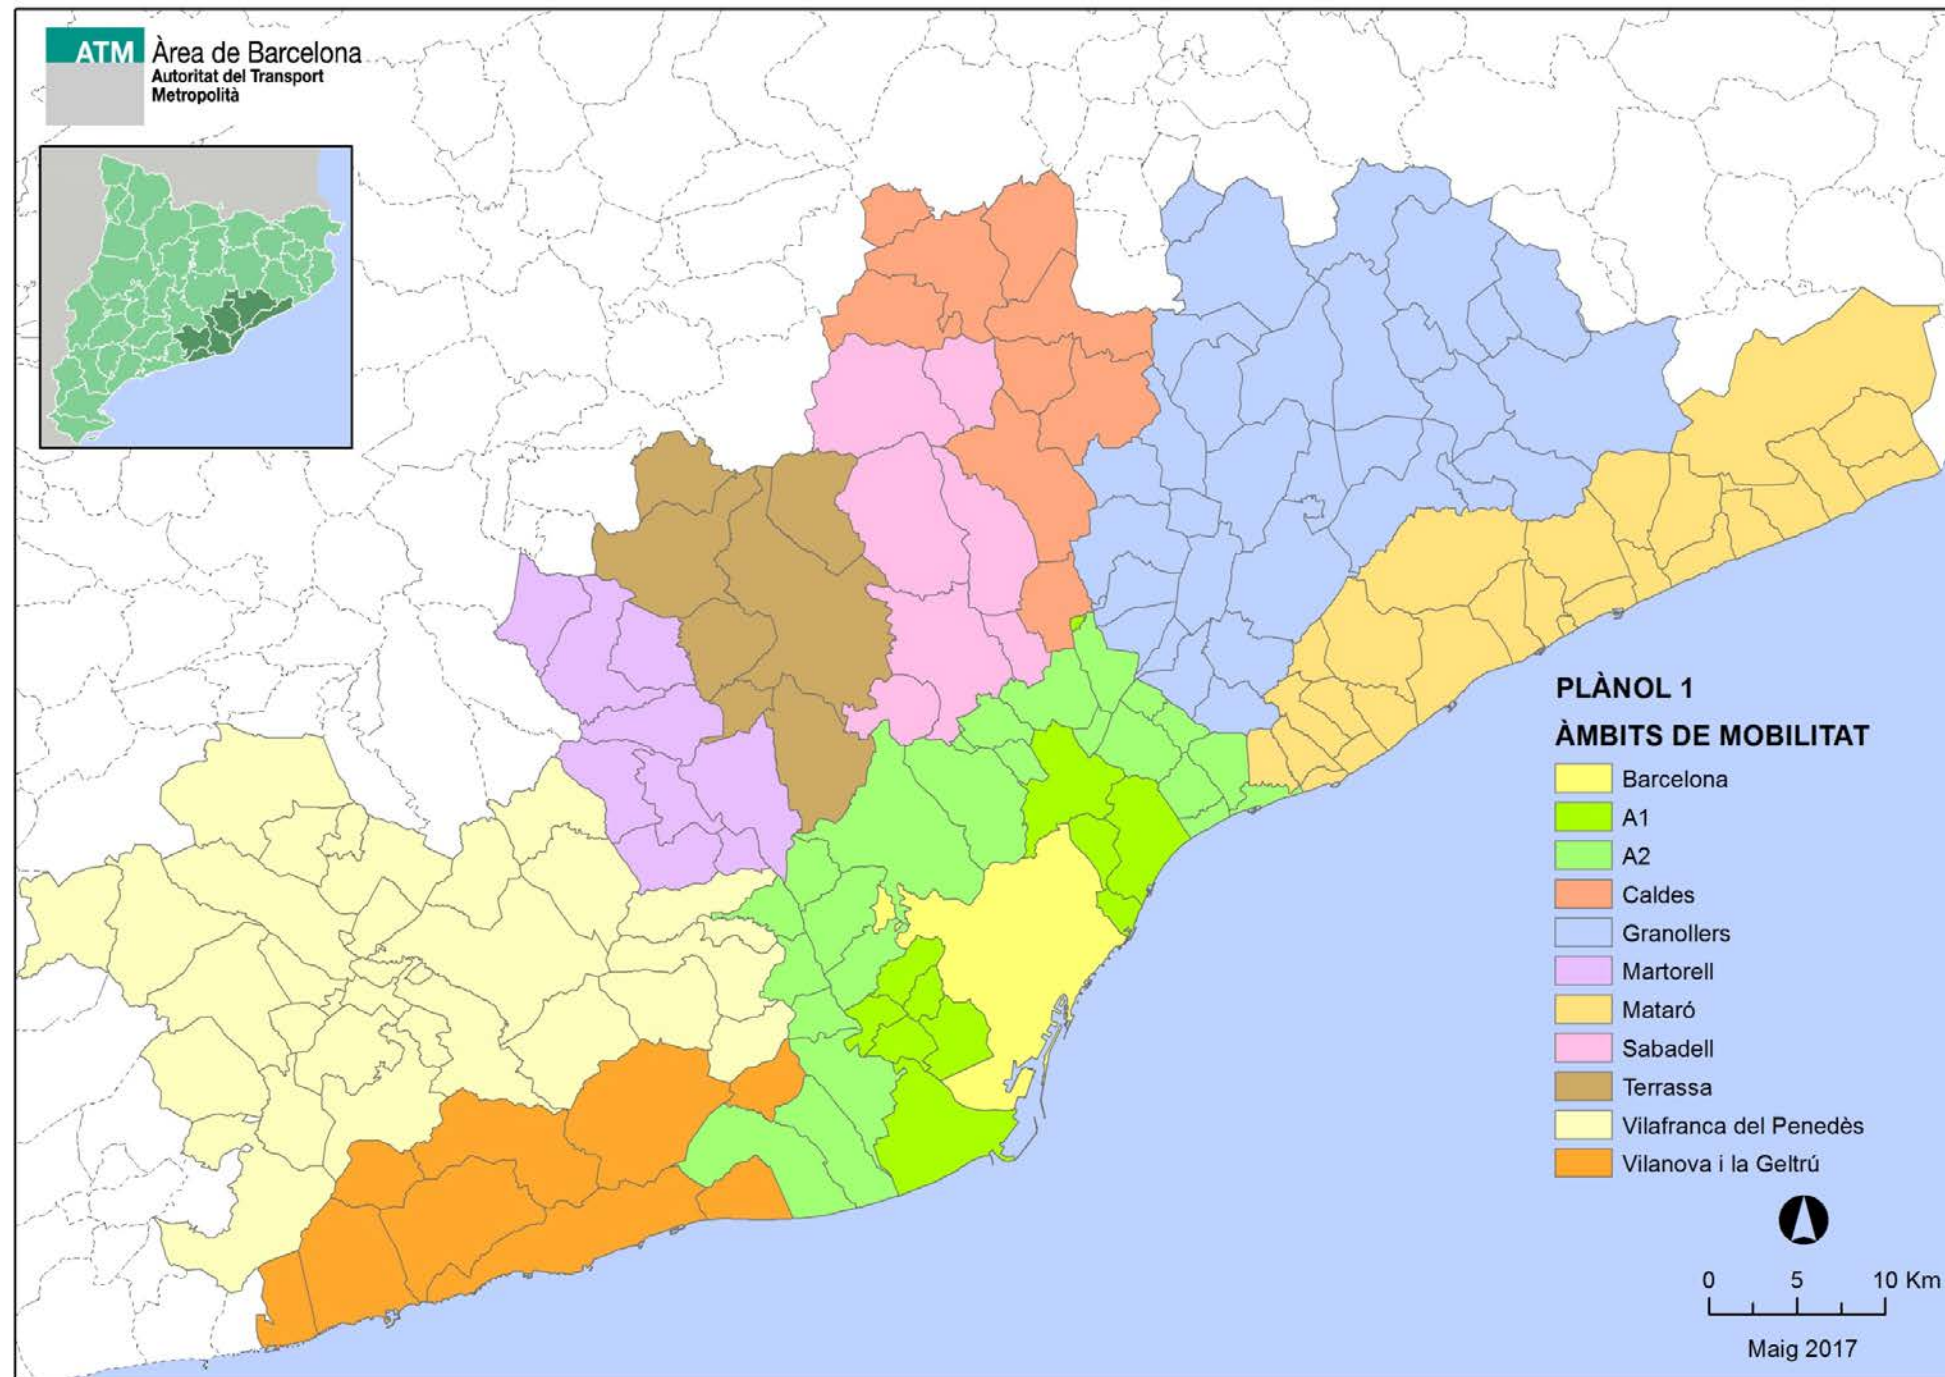 ATM Àrea de Barcelona
Autoritat del Transport
Metropolità
PLÀNOL 1
ÀMBITS DE MOBILITAT
Barcelona
A1
A2
Caldes
Granollers
Martorell
Mataró
Sabadell
Terrassa
Vilafranca del Penedès
Vilanova i la Geltrú
0 5 10 Km
Maig 2017